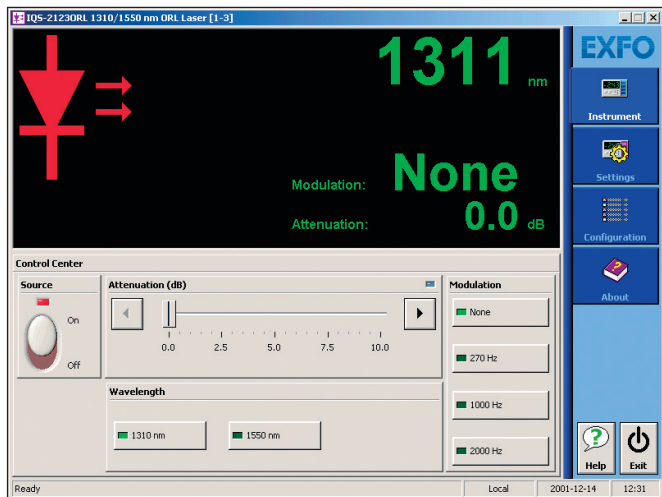 IQS-2123ORL 1310/1550 nm ORL Laser [1-3]
EXFO
1311 nm
Modulation: None
Attenuation: 0.0 dB
Instrument
Settings
Configuration
About
Control Center
Source
On
Off
Attenuation (dB)
0.0 2.5 5.0 7.5 10.0
Wavelength
1310 nm
1550 nm
Modulation
None
270 Hz
1000 Hz
2000 Hz
Help
Exit
Ready
Local
2001-12-14
12:31